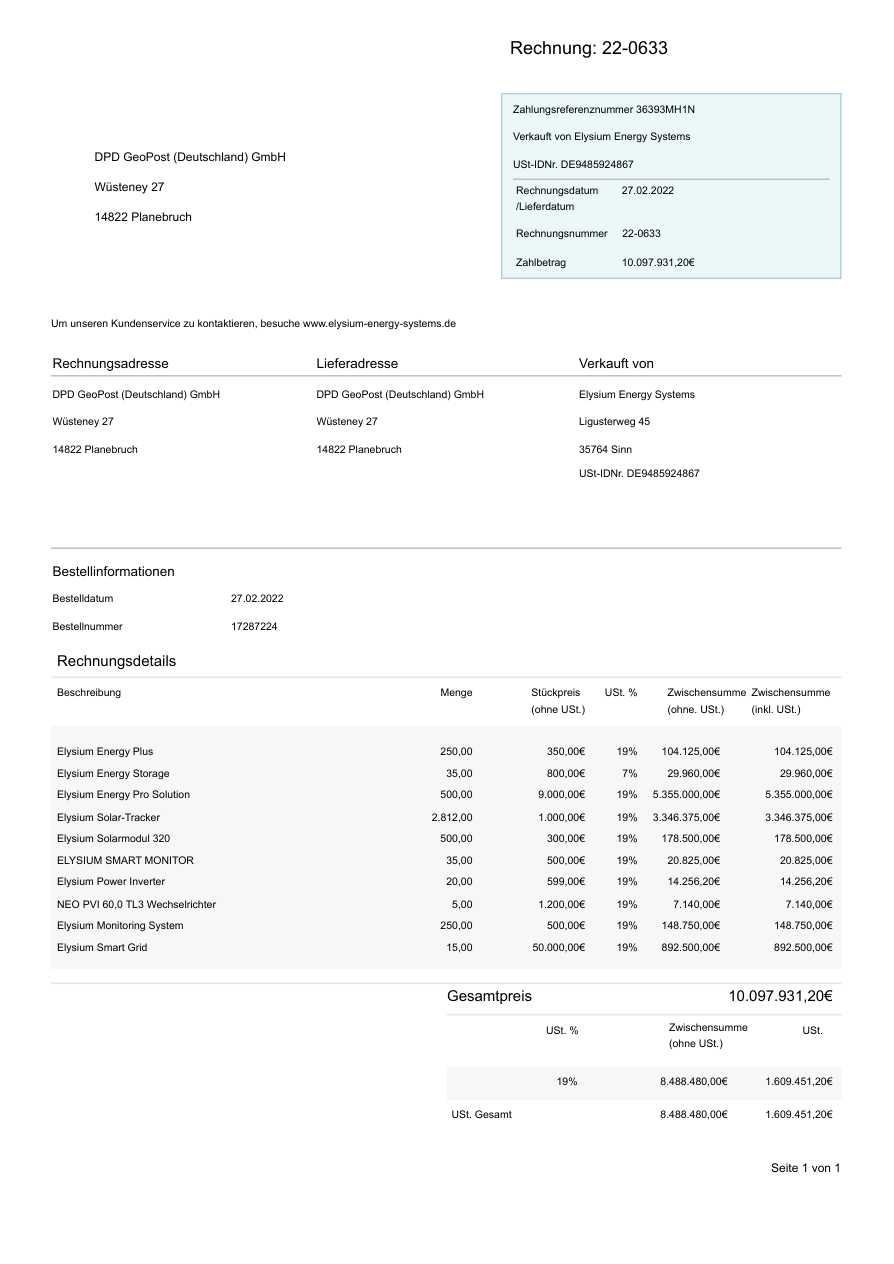 Rechnung: 22-0633
Zahlungsreferenznummer 36393MH1N
Verkauft von Elysium Energy Systems
USt-IDNr. DE9485924867
Rechnungsdatum 27.02.2022
/Lieferdatum
Rechnungsnummer 22-0633
Zahlbetrag 10.097.931,20€
DPD GeoPost (Deutschland) GmbH
Wüsteney 27
14822 Planebruch
Um unseren Kundenservice zu kontaktieren, besuche www.elysium-energy-systems.de
Rechnungsadresse Lieferadresse Verkauft von
DPD GeoPost (Deutschland) GmbH DPD GeoPost (Deutschland) GmbH Elysium Energy Systems
Wüsteney 27 Wüsteney 27 Ligusterweg 45
14822 Planebruch 14822 Planebruch 35764 Sinn
USt-IDNr. DE9485924867
Bestellinformationen
Bestelldatum 27.02.2022
Bestellnummer 17287224
Rechnungsdetails
Beschreibung Menge Stückpreis USt. % Zwischensumme Zwischensumme
(ohne USt.) (ohne. USt.) (inkl. USt.)
Elysium Energy Plus 250,00 350,00€ 19% 104.125,00€ 104.125,00€
Elysium Energy Storage 35,00 800,00€ 7% 29.960,00€ 29.960,00€
Elysium Energy Pro Solution 500,00 9.000,00€ 19% 5.355.000,00€ 5.355.000,00€
Elysium Solar-Tracker 2.812,00 1.000,00€ 19% 3.346.375,00€ 3.346.375,00€
Elysium Solarmodul 320 500,00 300,00€ 19% 178.500,00€ 178.500,00€
ELYSIUM SMART MONITOR 35,00 500,00€ 19% 20.825,00€ 20.825,00€
Elysium Power Inverter 20,00 599,00€ 19% 14.256,20€ 14.256,20€
NEO PVI 60,0 TL3 Wechselrichter 5,00 1.200,00€ 19% 7.140,00€ 7.140,00€
Elysium Monitoring System 250,00 500,00€ 19% 148.750,00€ 148.750,00€
Elysium Smart Grid 15,00 50.000,00€ 19% 892.500,00€ 892.500,00€
Gesamtpreis 10.097.931,20€
USt. % Zwischensumme USt.
(ohne USt.)
19% 8.488.480,00€ 1.609.451,20€
USt. Gesamt 8.488.480,00€ 1.609.451,20€
Seite 1 von 1